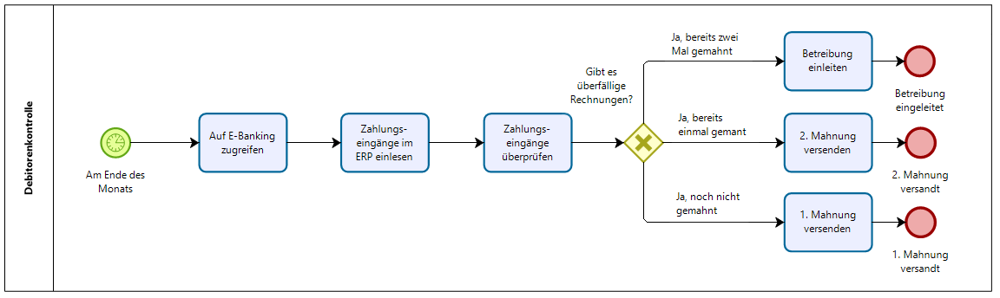 Debitorenkontrolle
Am Ende des
Monats
Auf E-Banking
zugreifen
Zahlungs-
eingänge im
ERP einlesen
Zahlungs-
eingänge
überprüfen
Gibt es
überfällige
Rechnungen?
Ja, bereits zwei
Mal gemahnt
Betreibung
einleiten
Betreibung
eingeleitet
Ja, bereits
einmal gemant
2. Mahnung
versenden
2. Mahnung
versandt
Ja, noch nicht
gemahnt
1. Mahnung
versenden
1. Mahnung
versandt